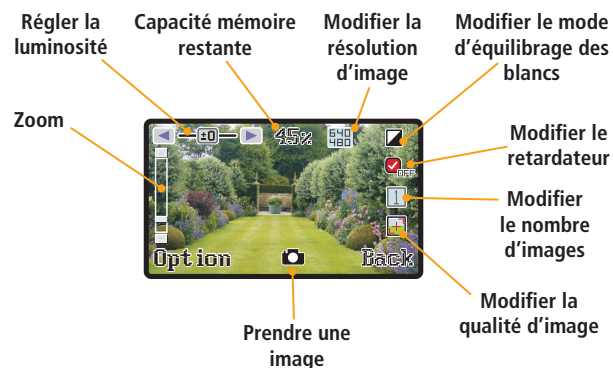 Régler la
luminosité
Capacité mémoire
restante
Modifier la
résolution
d'image
Modifier le mode
d'équilibrage des
blancs
Zoom
±0
45%
640
480
Modifier le
retardateur
OFF
1
Modifier
le nombre
d'images
Option
Back
Modifier la
qualité d'image
Prendre une
image